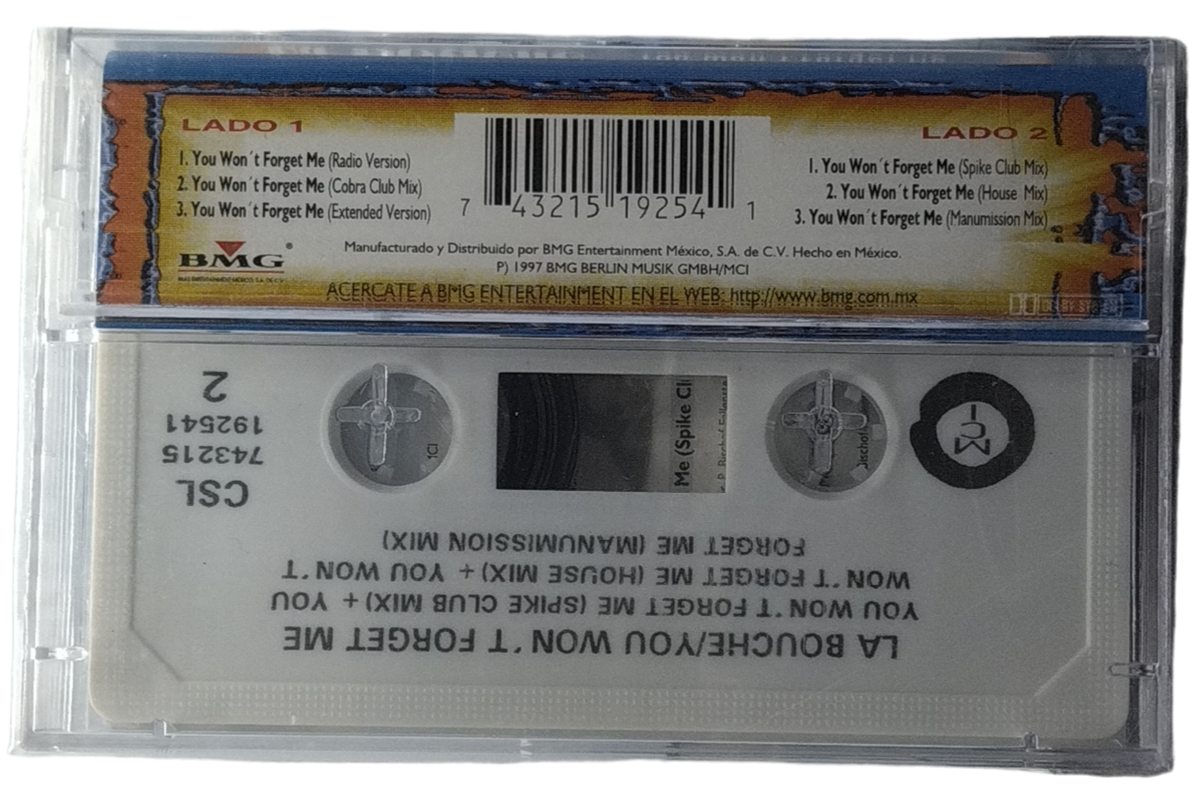 LADO 1
1. You Won´t Forget Me (Radio Version)
2. You Won´t Forget Me (Cobra Club Mix)
3. You Won´t Forget Me (Extended Version)
7 43215 19254 1
LADO 2
1. You Won´t Forget Me (Spike Club Mix)
2. You Won´t Forget Me (House Mix)
3. You Won´t Forget Me (Manumission Mix)
BMG®
Manufacturado y Distribuido por BMG Entertainment México, S.A. de C.V. Hecho en México.
P) 1997 BMG BERLIN MUSIK GMBH/MCI
ACERCATE A BMG ENTERTAINMENT EN EL WEB: http://www.bmg.com.mx
LA BOUCHE/YOU WON´T FORGET ME
YOU WON´T FORGET ME (SPIKE CLUB MIX) + YOU
WON´T FORGET ME (HOUSE MIX) + YOU WON´T
FORGET ME (MANUMISSION MIX)
CSL
743215
192541
2
Me (Spike Cl